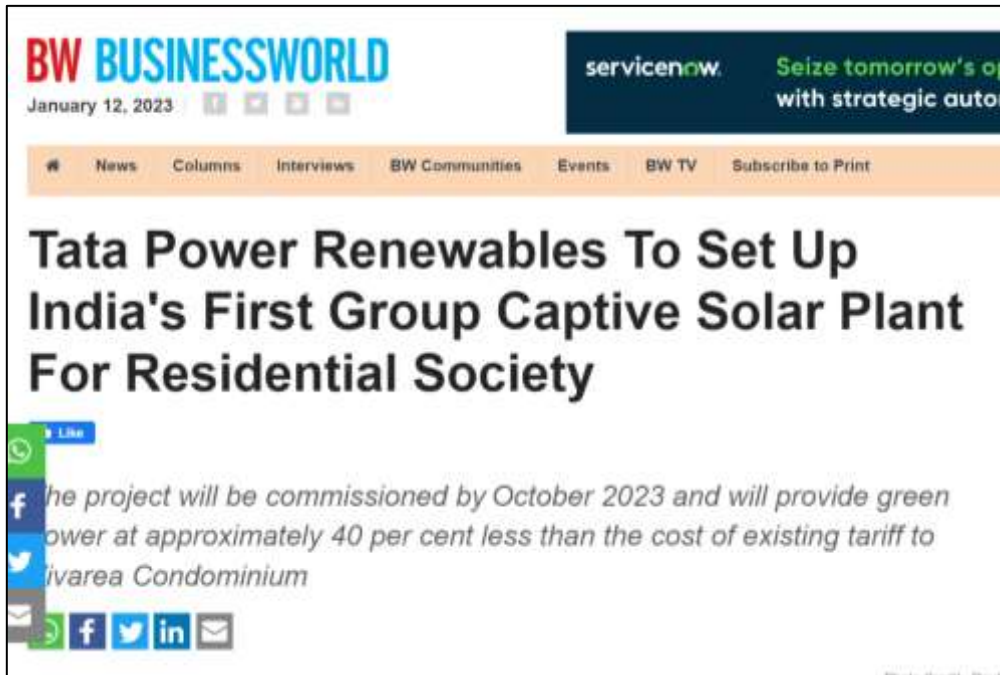 BW BUSINESSWORLD
January 12, 2023
servicenow.
Seize tomorrow's
with strategic
News Columns Interviews BW Communities Events BW TV Subscribe to Print
Tata Power Renewables To Set Up
India's First Group Captive Solar Plant
For Residential Society
Like
he project will be commissioned by October 2023 and will provide green
ower at approximately 40 per cent less than the cost of existing tariff to
ivarea Condominium
in